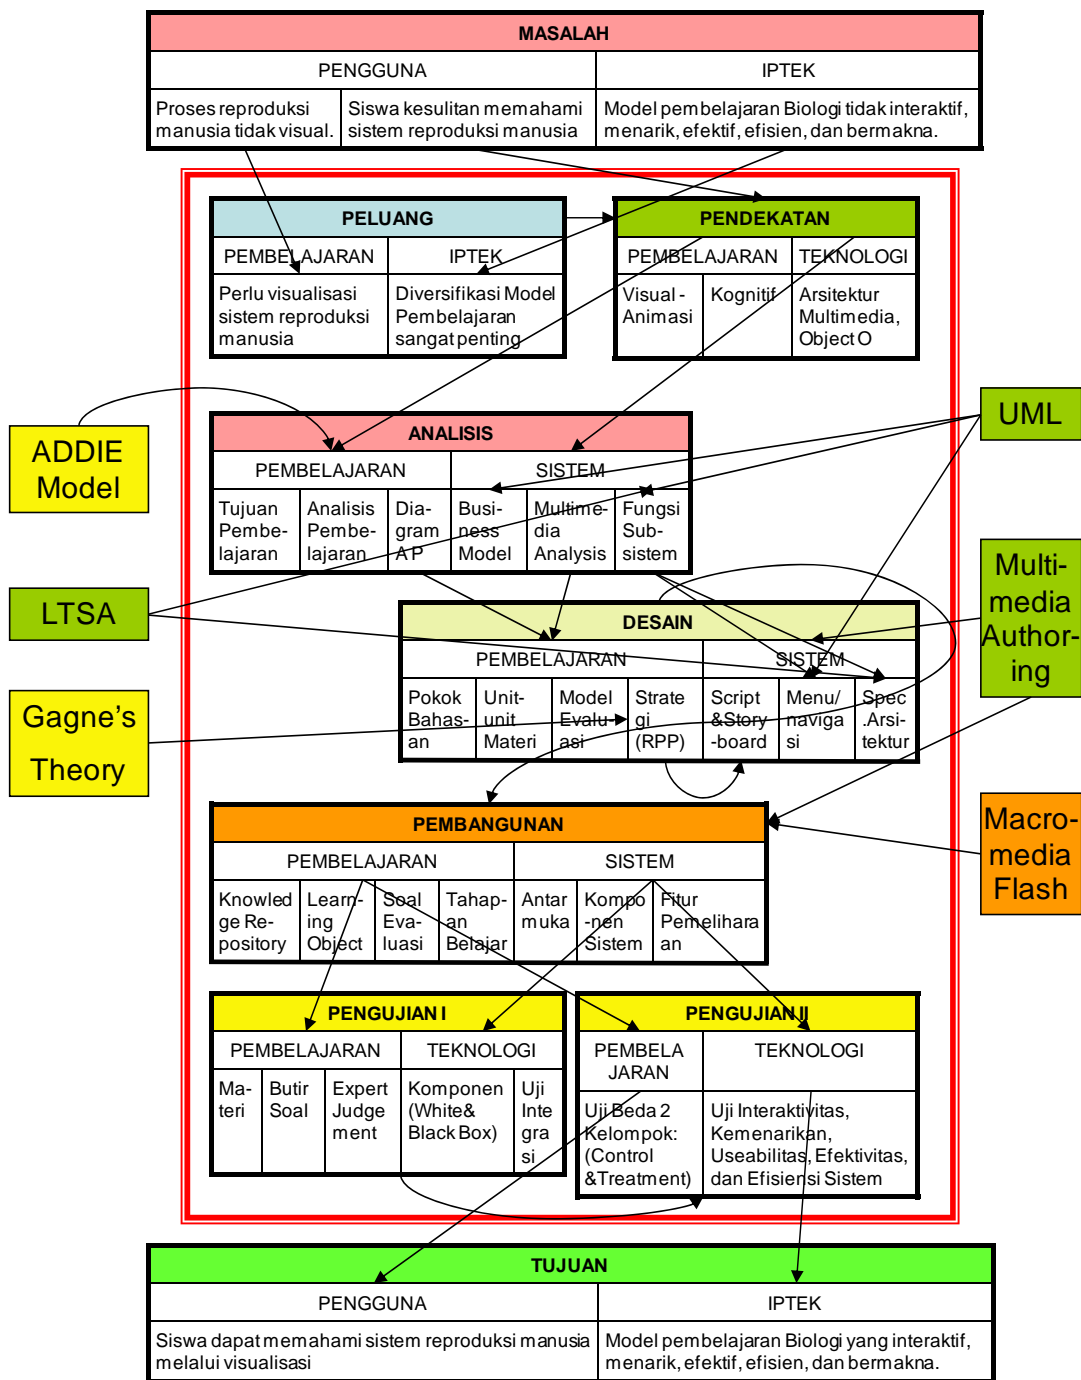 MASALAH
PENGGUNA
IPTEK
Proses reproduksi
manusia tidak visual.
Siswa kesulitan memahami
sistem reproduksi manusia
Model pembelajaran Biologi tidak interaktif,
menarik, efektif, efisien, dan bermakna.
PELUANG
PEMBELAJARAN
IPTEK
Perlu visualisasi
sistem reproduksi
manusia
Diversifikasi Model
Pembelajaran
sangat penting
PENDEKATAN
PEMBELAJARAN
TEKNOLOGI
Visual -
Animasi
Kognitif
Arsitektur
Multimedia,
Object O
ADDIE
Model
UML
ANALISIS
PEMBELAJARAN
SISTEM
Tujuan
Pembe-
lajaran
Analisis
Pembe-
lajaran
Dia-
gram
AP
Busi-
ness
Model
Multime-
dia
Analysis
Fungsi
Sub-
sistem
LTSA
Multi-
media
Author-
ing
DESAIN
PEMBELAJARAN
SISTEM
Pokok
Bahas-
an
Unit-
unit
Materi
Model
Evalu-
asi
Strate
gi
(RPP)
Script
&Story
-board
Menu/
naviga
si
Spec
.Arsi-
tektur
Gagne's
Theory
Macro-
media
Flash
PEMBANGUNAN
PEMBELAJARAN
SISTEM
Knowled
ge Re-
pository
Learn-
ing
Object
Soal
Eva-
luasi
Tahap-
an
Belajar
Antar
muka
Kompo
-nen
Sistem
Fitur
Pemelihara
an
PENGUJIAN I
PEMBELAJARAN
TEKNOLOGI
Ma-
teri
Butir
Soal
Expert
Judge
ment
Komponen
(White&
Black Box)
Uji
Inte
gra
si
PENGUJIAN II
PEMBELA
JARAN
TEKNOLOGI
Uji Beda 2
Kelompok:
(Control
&Treatment)
Uji Interaktivitas,
Kemenarikan,
Useabilitas, Efektivitas,
dan Efisiensi Sistem
TUJUAN
PENGGUNA
IPTEK
Siswa dapat memahami sistem reproduksi manusia
melalui visualisasi
Model pembelajaran Biologi yang interaktif,
menarik, efektif, efisien, dan bermakna.